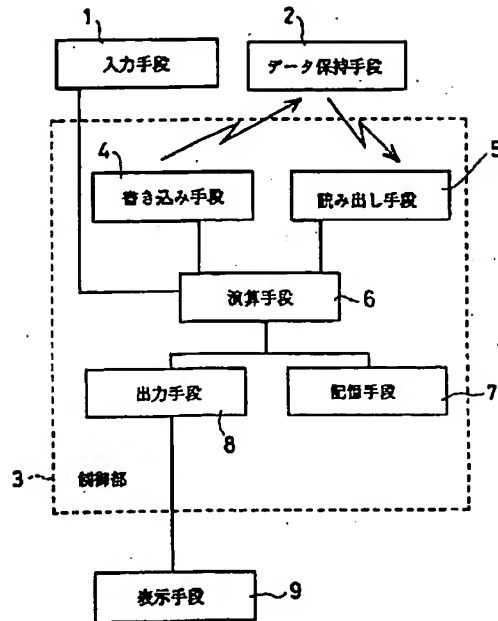 1
入力手段
2
データ保持手段
4
書き込み手段
5
読み出し手段
演算手段
6
出力手段
8
記憶手段
7
3
制御部
表示手段
9